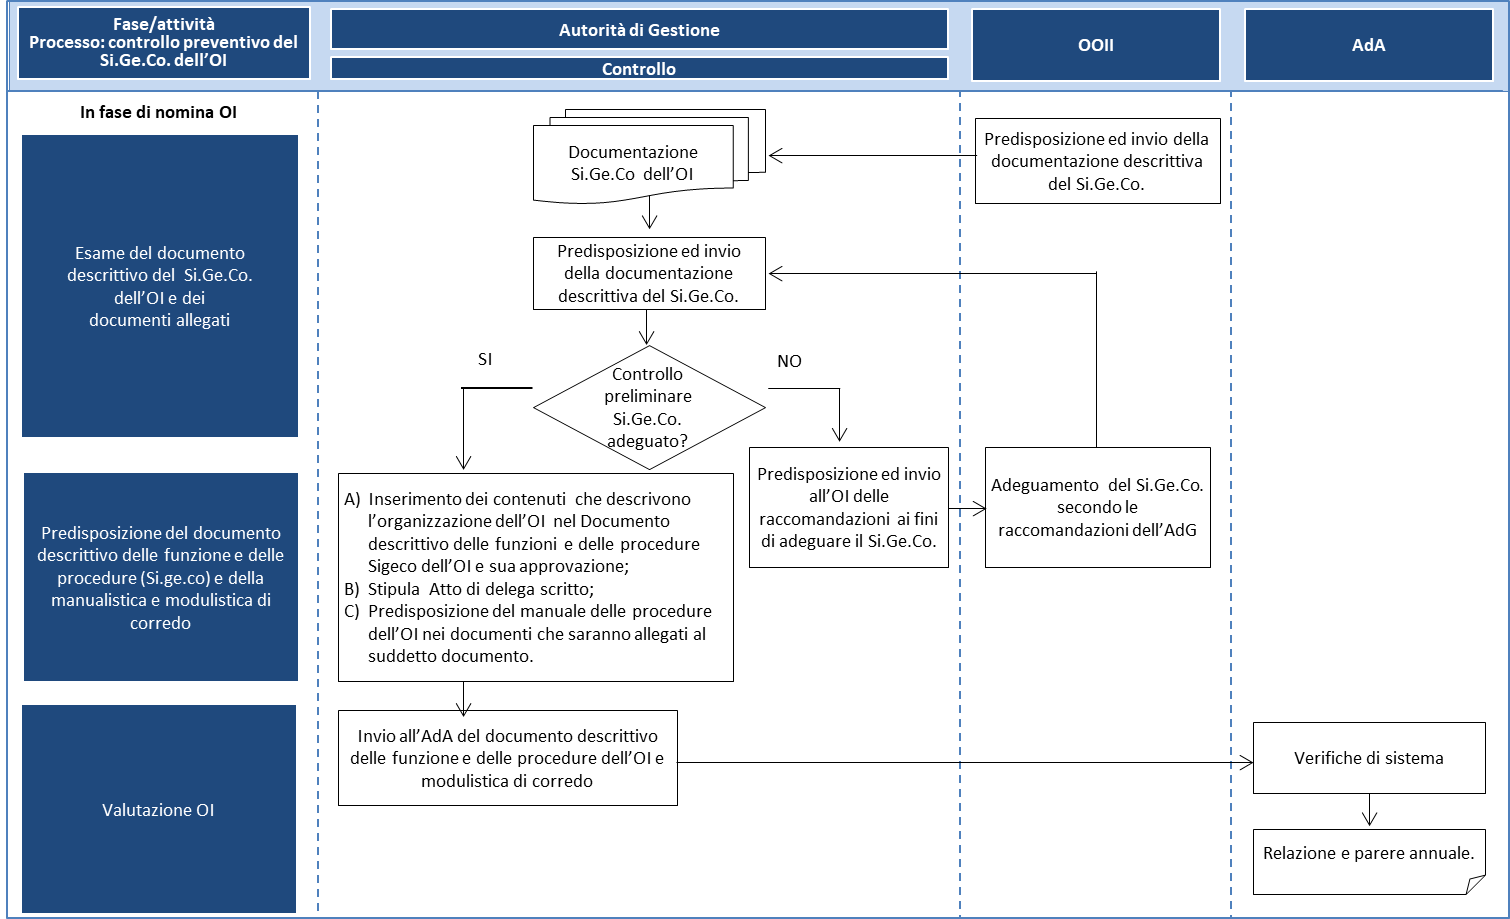 Fase/attività
Processo: controllo preventivo del
Si.Ge.Co. dell'OI
Autorità di Gestione
Controllo
OOII
AdA
In fase di nomina OI
Esame del documento
descrittivo del Si.Ge.Co.
dell'OI e dei
documenti allegati
Documentazione
Si.Ge.Co dell'OI
Predisposizione ed invio della
documentazione descrittiva
del Si.Ge.Co.
Predisposizione ed invio
della documentazione
descrittiva del Si.Ge.Co.
SI
NO
Controllo
preliminare
Si.Ge.Co.
adeguato?
Predisposizione del documento
descrittivo delle funzione e delle
procedure (Si.ge.co) e della
manualistica e modulistica di
corredo
A) Inserimento dei contenuti che descrivono
l'organizzazione dell'OI nel Documento
descrittivo delle funzioni e delle procedure
Sigeco dell'OI e sua approvazione;
B) Stipula Atto di delega scritto;
C) Predisposizione del manuale delle procedure
dell'OI nei documenti che saranno allegati al
suddetto documento.
Predisposizione ed invio
all'OI delle
raccomandazioni ai fini
di adeguare il Si.Ge.Co.
Adeguamento del Si.Ge.Co.
secondo le
raccomandazioni dell'AdG
Valutazione OI
Invio all'AdA del documento descrittivo
delle funzione e delle procedure dell'OI e
modulistica di corredo
Verifiche di sistema
Relazione e parere annuale.